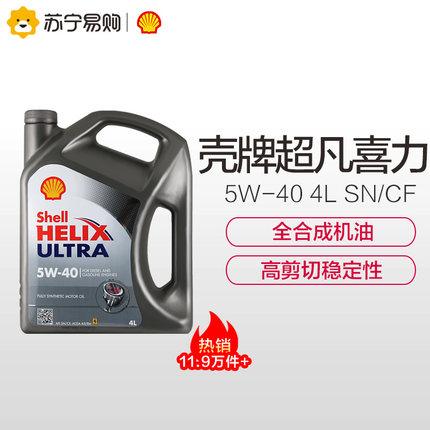 苏宁易购
壳牌超凡喜力
5W-40 4L SN/CF
全合成机油
高剪切稳定性
Shell
HELIX
ULTRA
5W-40
FOR DIESEL AND
GASOLINE ENGINES
FULLY SYNTHETIC MOTOR OIL
4L
热销
11.9万件+